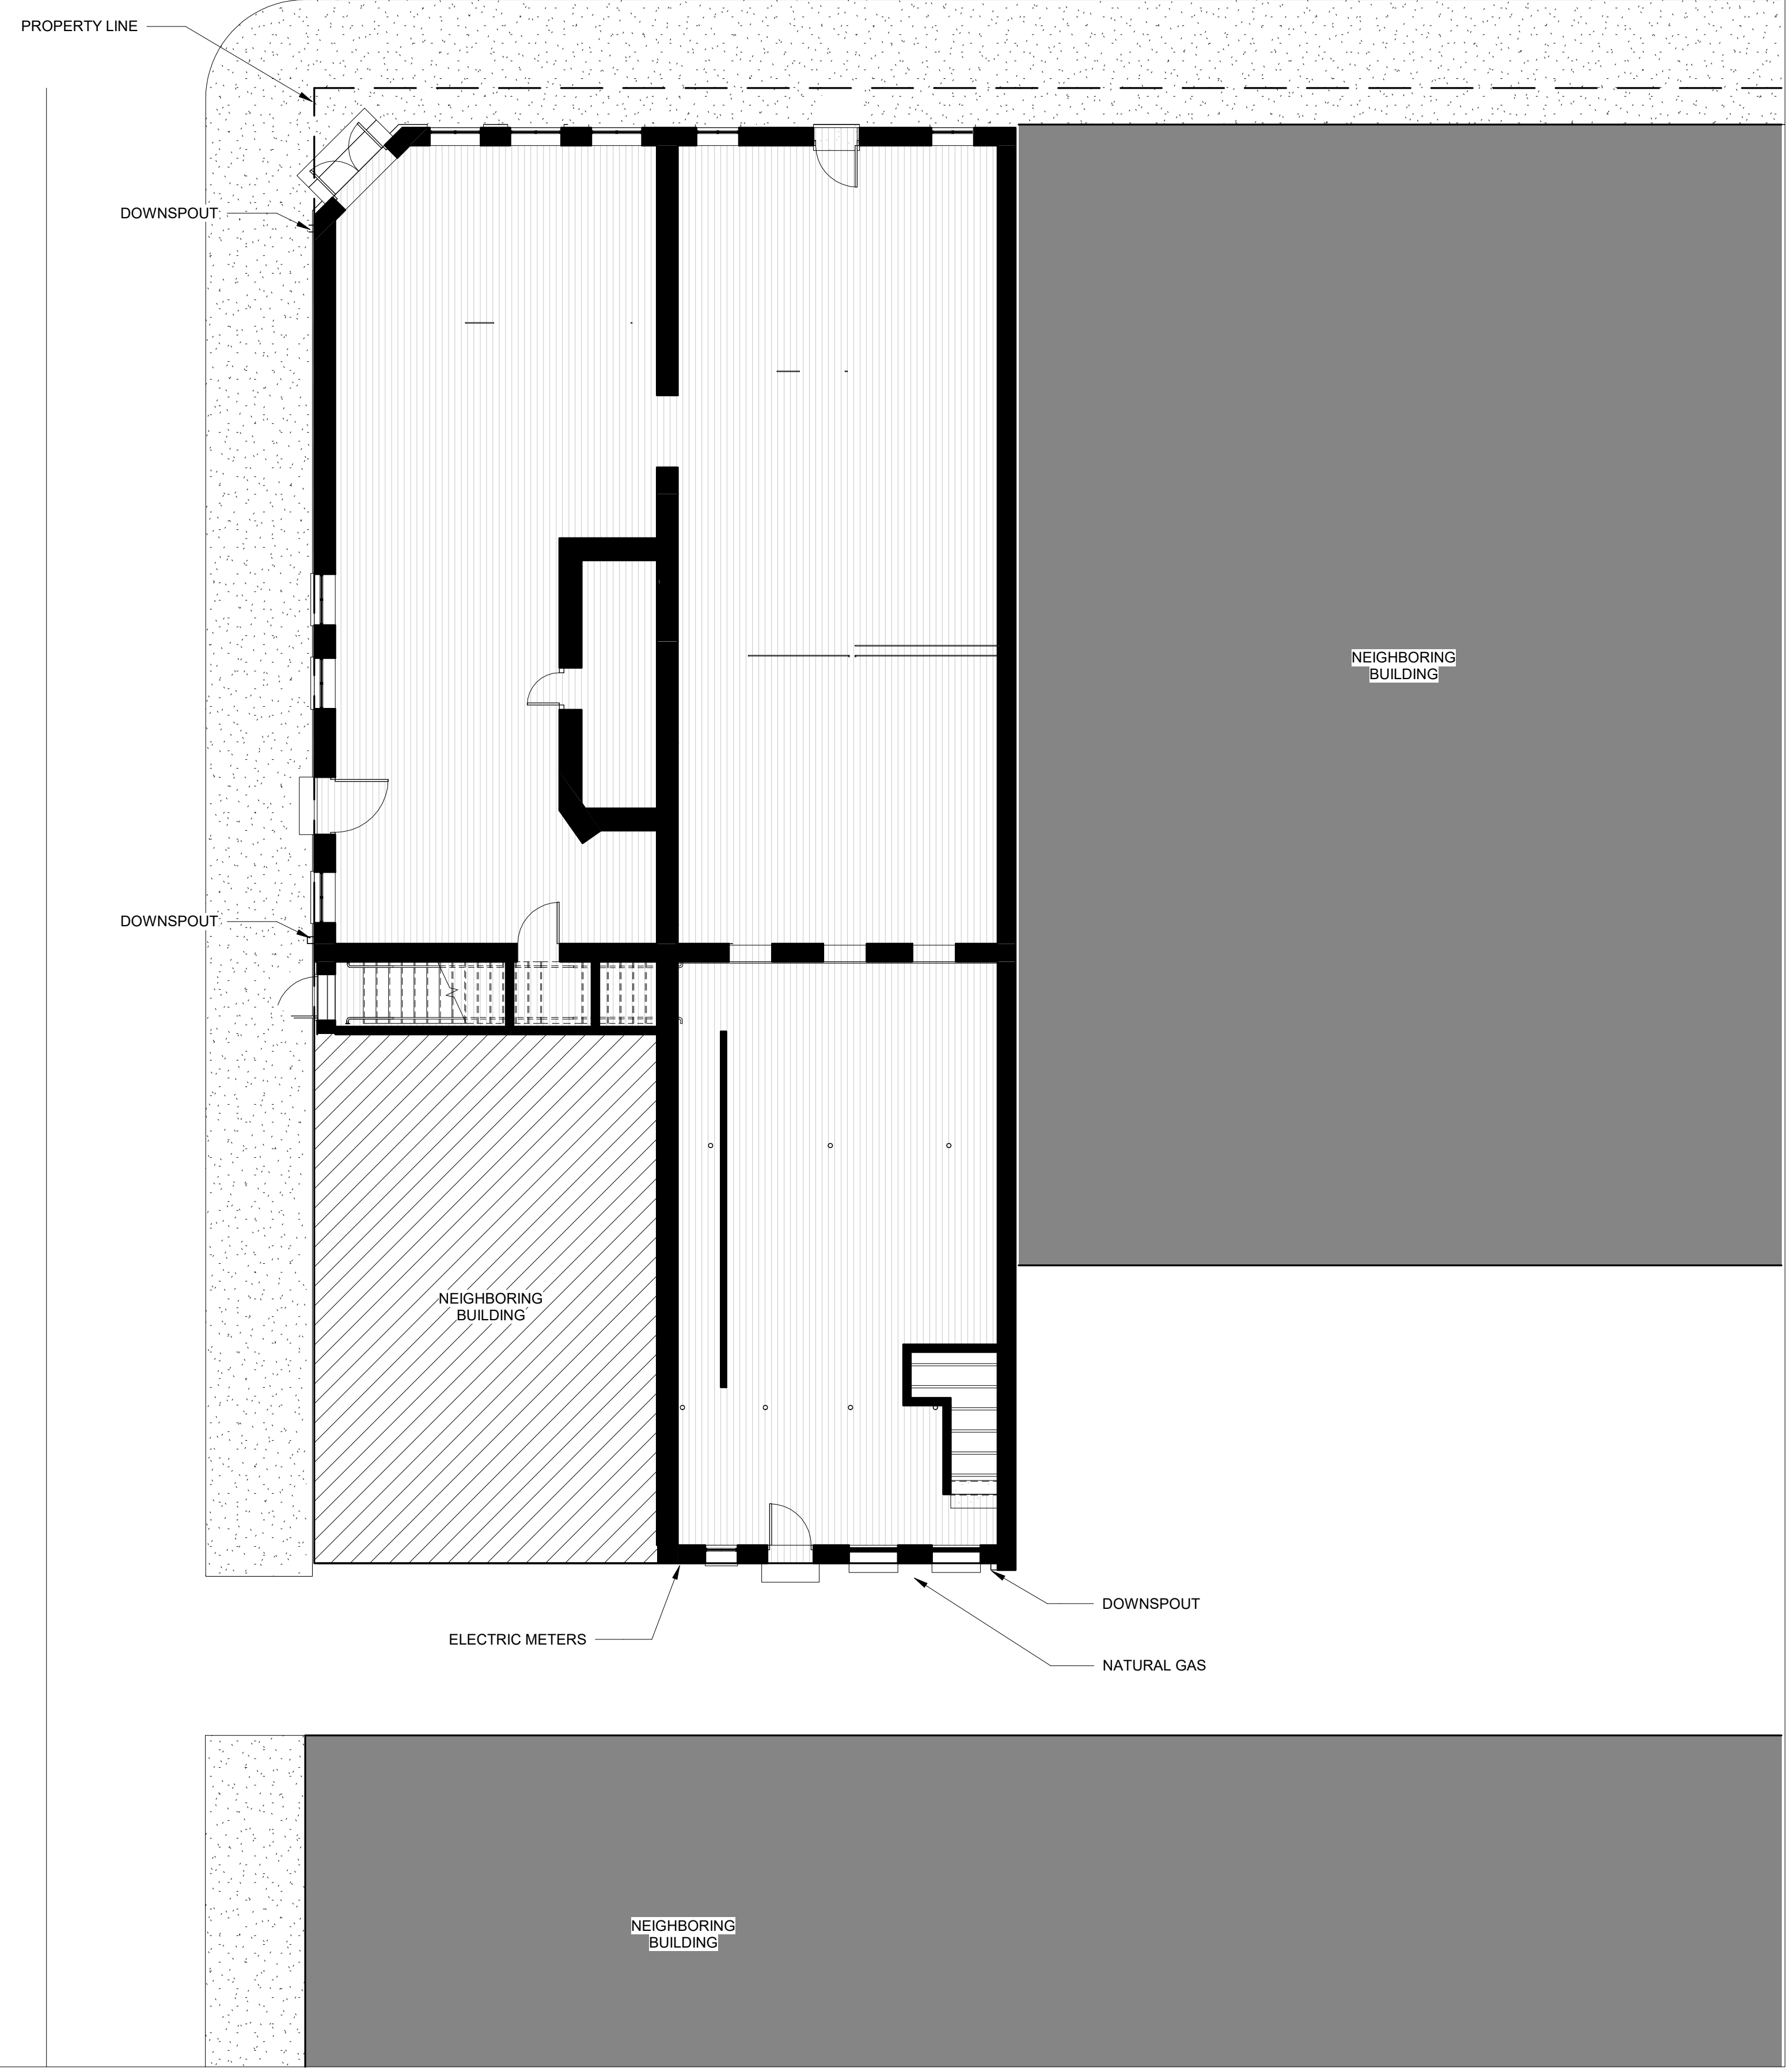 PROPERTY LINE
DOWNSPOUT
NEIGHBORING
BUILDING
DOWNSPOUT
NEIGHBORING
BUILDING
DOWNSPOUT
ELECTRIC METERS
NATURAL GAS
NEIGHBORING
BUILDING